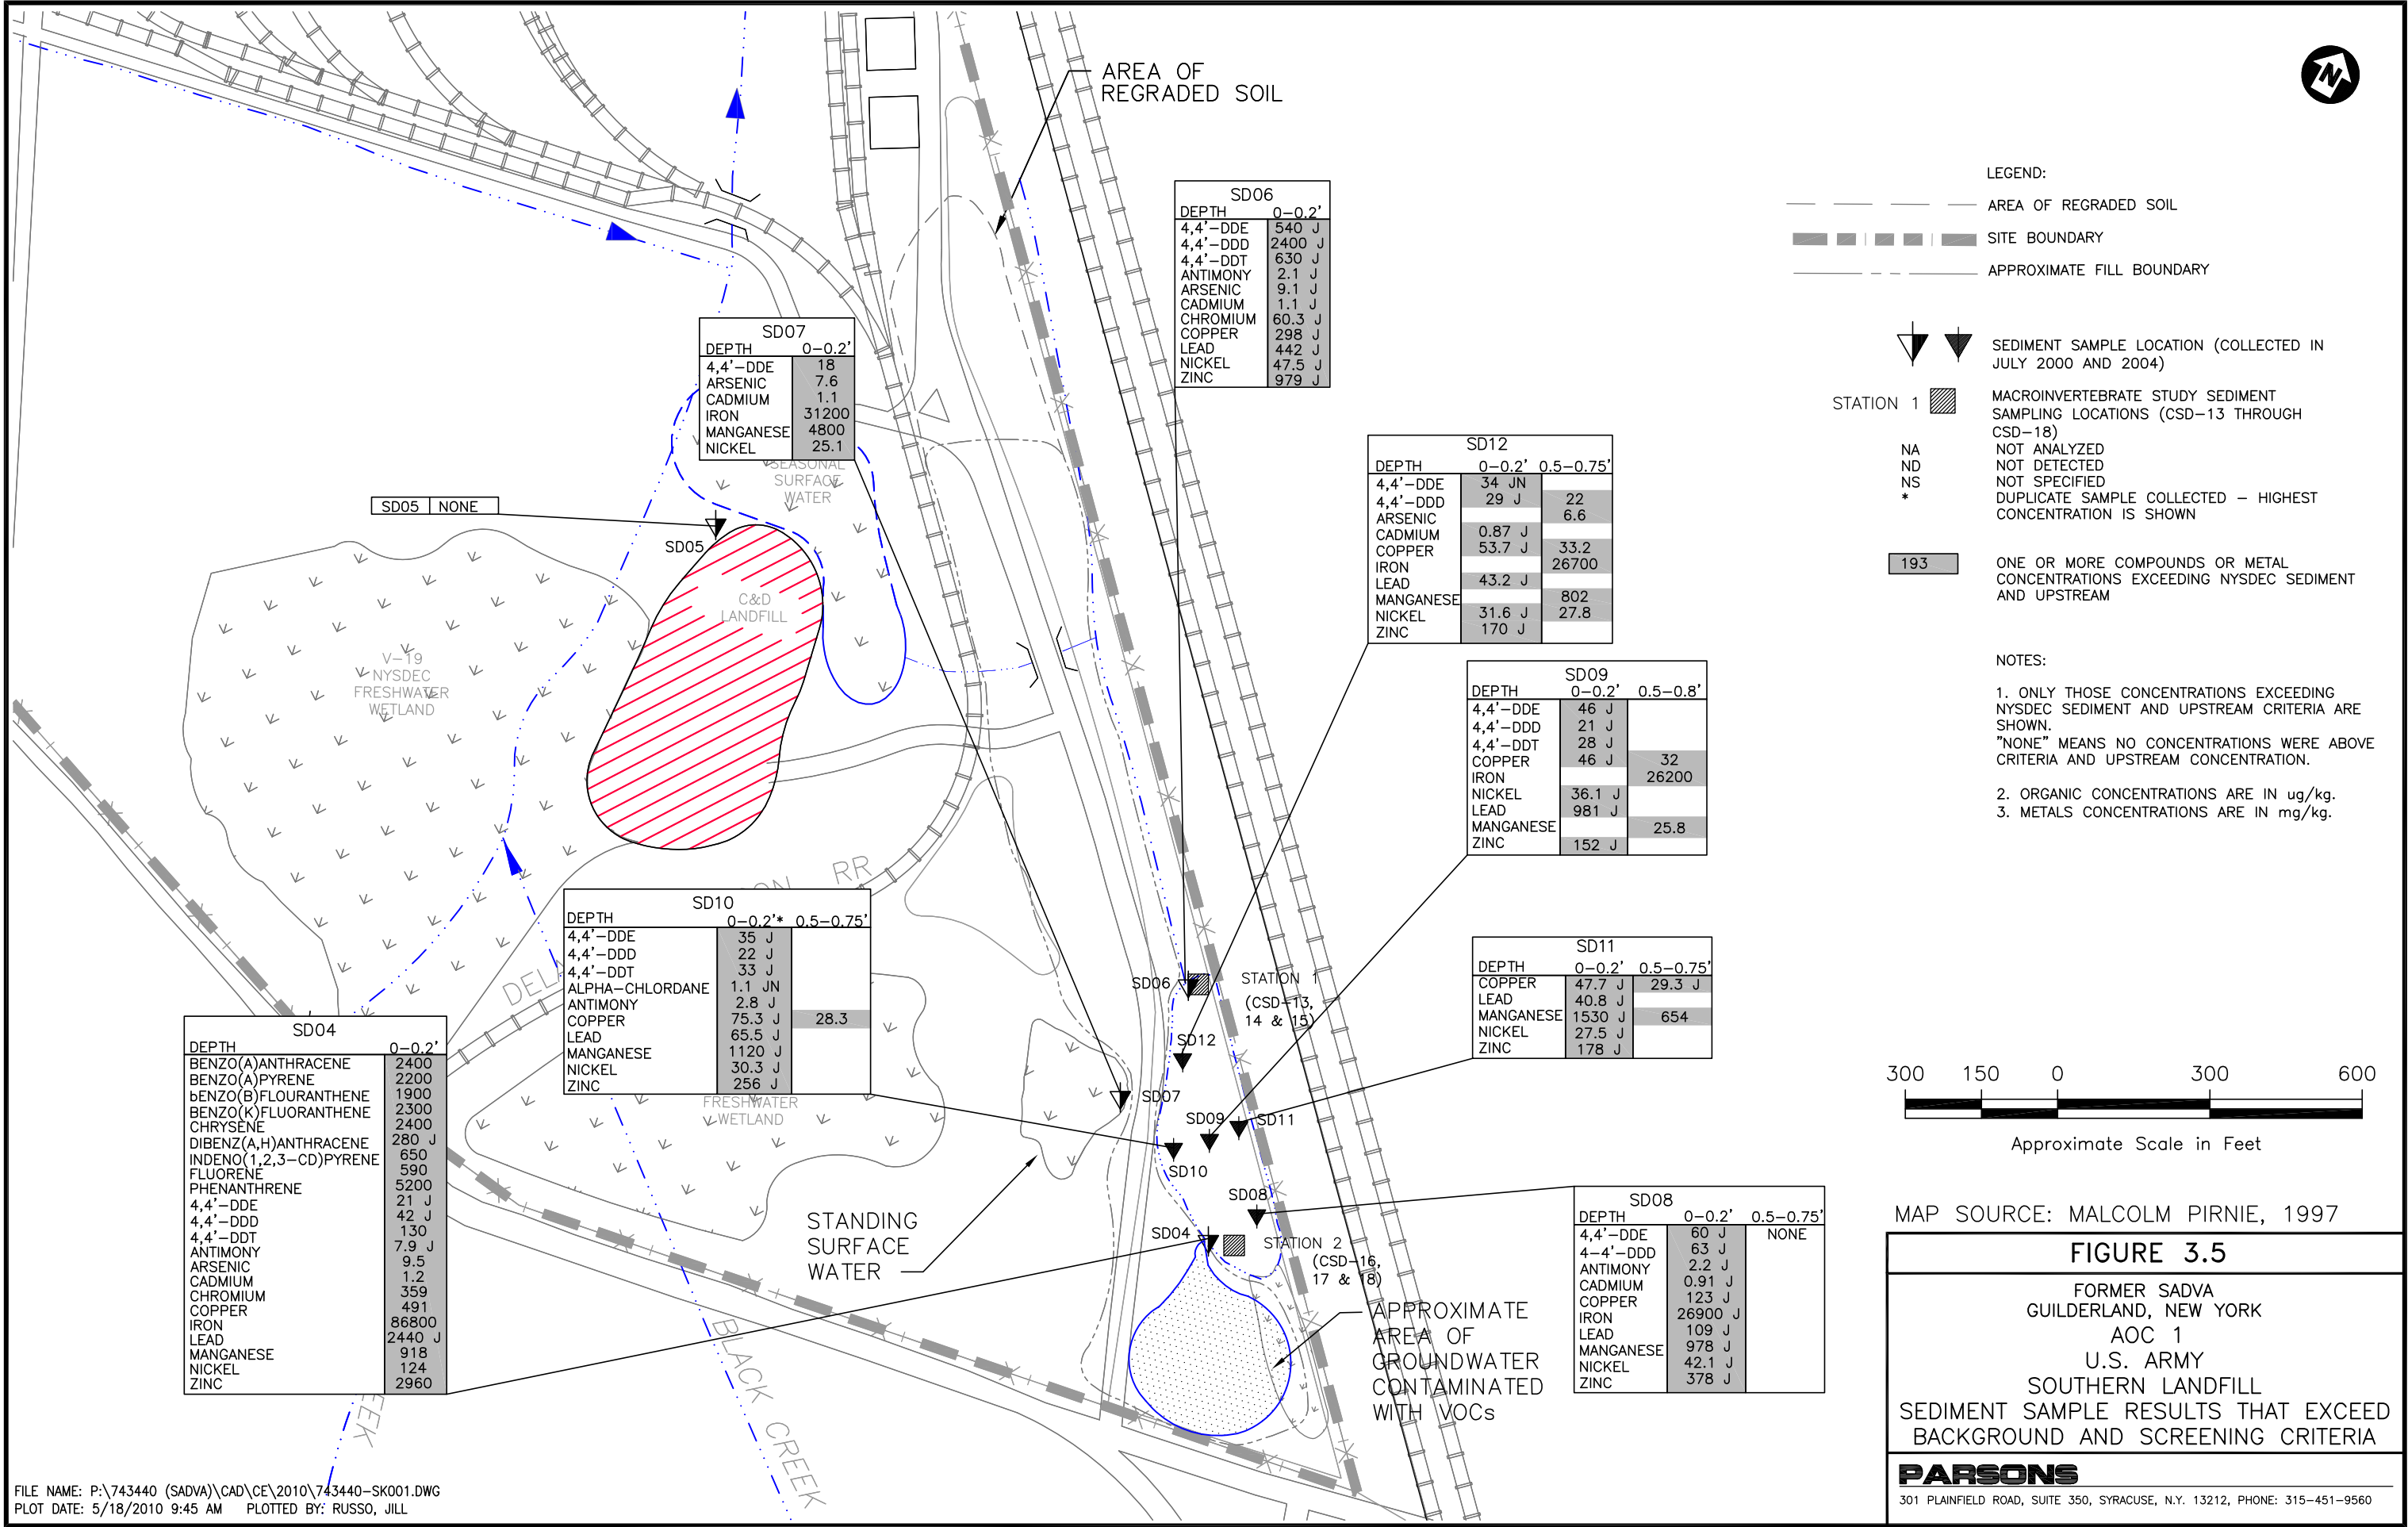 AREA OF
REGRADED SOIL
N
LEGEND:
AREA OF REGRADED SOIL
SITE BOUNDARY
APPROXIMATE FILL BOUNDARY
SEDIMENT SAMPLE LOCATION (COLLECTED IN
JULY 2000 AND 2004)
STATION 1 MACROINVERTEBRATE STUDY SEDIMENT
SAMPLING LOCATIONS (CSD-13 THROUGH
CSD-18)
NA NOT ANALYZED
ND NOT DETECTED
NS NOT SPECIFIED
* DUPLICATE SAMPLE COLLECTED – HIGHEST
CONCENTRATION IS SHOWN
193 ONE OR MORE COMPOUNDS OR METAL
CONCENTRATIONS EXCEEDING NYSDEC SEDIMENT
AND UPSTREAM
NOTES:
1. ONLY THOSE CONCENTRATIONS EXCEEDING
NYSDEC SEDIMENT AND UPSTREAM CRITERIA ARE
SHOWN.
"NONE" MEANS NO CONCENTRATIONS WERE ABOVE
CRITERIA AND UPSTREAM CONCENTRATION.
2. ORGANIC CONCENTRATIONS ARE IN ug/kg.
3. METALS CONCENTRATIONS ARE IN mg/kg.
SD06
DEPTH 0-0.2'
4,4'-DDE 540 J
4,4'-DDD 2400 J
4,4'-DDT 630 J
ANTIMONY 2.1 J
ARSENIC 9.1 J
CADMIUM 1.1 J
CHROMIUM 60.3 J
COPPER 298 J
LEAD 442 J
NICKEL 47.5 J
ZINC 979 J
SD07
DEPTH 0-0.2'
4,4'-DDE 18
ARSENIC 7.6
CADMIUM 1.1
IRON 31200
MANGANESE 4800
NICKEL 25.1
SEASONAL
SURFACE
WATER
SD05 NONE
SD05
C&D
LANDFILL
V-19
NYSDEC
FRESHWATER
WETLAND
SD12
DEPTH 0-0.2' 0.5-0.75'
4,4'-DDE 34 JN
4,4'-DDD 29 J 22
ARSENIC 6.6
CADMIUM 0.87 J
COPPER 53.7 J 33.2
IRON 26700
LEAD 43.2 J
MANGANESE 802
NICKEL 31.6 J 27.8
ZINC 170 J
SD09
DEPTH 0-0.2' 0.5-0.8'
4,4'-DDE 46 J
4,4'-DDD 21 J
4,4'-DDT 28 J
COPPER 46 J 32
IRON 26200
NICKEL 36.1 J
LEAD 981 J
MANGANESE 25.8
ZINC 152 J
RR
SD10
DEPTH 0-0.2'* 0.5-0.75'
4,4'-DDE 35 J
4,4'-DDD 22 J
4,4'-DDT 33 J
ALPHA-CHLORDANE 1.1 JN
ANTIMONY 2.8 J
COPPER 75.3 J 28.3
LEAD 65.5 J
MANGANESE 1120 J
NICKEL 30.3 J
ZINC 256 J
FRESHWATER
WETLAND
SD11
DEPTH 0-0.2' 0.5-0.75'
COPPER 47.7 J 29.3 J
LEAD 40.8 J
MANGANESE 1530 J 654
NICKEL 27.5 J
ZINC 178 J
SD06
STATION 1
(CSD-13,
14 & 15)
SD12
SD07
SD09
SD11
SD10
SD08
SD04
STATION 2
(CSD-16,
17 & 18)
STANDING
SURFACE
WATER
APPROXIMATE
AREA OF
GROUNDWATER
CONTAMINATED
WITH VOCs
SD04
DEPTH 0-0.2'
BENZO(A)ANTHRACENE 2400
BENZO(A)PYRENE 2200
bENZO(B)FLOURANTHENE 1900
BENZO(K)FLUORANTHENE 2300
CHRYSENE 2400
DIBENZ(A,H)ANTHRACENE 280 J
INDENO(1,2,3-CD)PYRENE 650
FLUORENE 590
PHENANTHRENE 5200
4,4'-DDE 21 J
4,4'-DDD 42 J
4,4'-DDT 130
ANTIMONY 7.9 J
ARSENIC 9.5
CADMIUM 1.2
CHROMIUM 359
COPPER 491
IRON 86800
LEAD 2440 J
MANGANESE 918
NICKEL 124
ZINC 2960
SD08
DEPTH 0-0.2' 0.5-0.75'
4,4'-DDE 60 J NONE
4-4'-DDD 63 J
ANTIMONY 2.2 J
CADMIUM 0.91 J
COPPER 123 J
IRON 26900 J
LEAD 109 J
MANGANESE 978 J
NICKEL 42.1 J
ZINC 378 J
BLACK CREEK
300 150 0 300 600
Approximate Scale in Feet
MAP SOURCE: MALCOLM PIRNIE, 1997
FIGURE 3.5
FORMER SADVA
GUILDERLAND, NEW YORK
AOC 1
U.S. ARMY
SOUTHERN LANDFILL
SEDIMENT SAMPLE RESULTS THAT EXCEED
BACKGROUND AND SCREENING CRITERIA
PARSONS
301 PLAINFIELD ROAD, SUITE 350, SYRACUSE, N.Y. 13212, PHONE: 315-451-9560
FILE NAME: P:\743440 (SADVA)\CAD\CE\2010\743440-SK001.DWG
PLOT DATE: 5/18/2010 9:45 AM PLOTTED BY: RUSSO, JILL